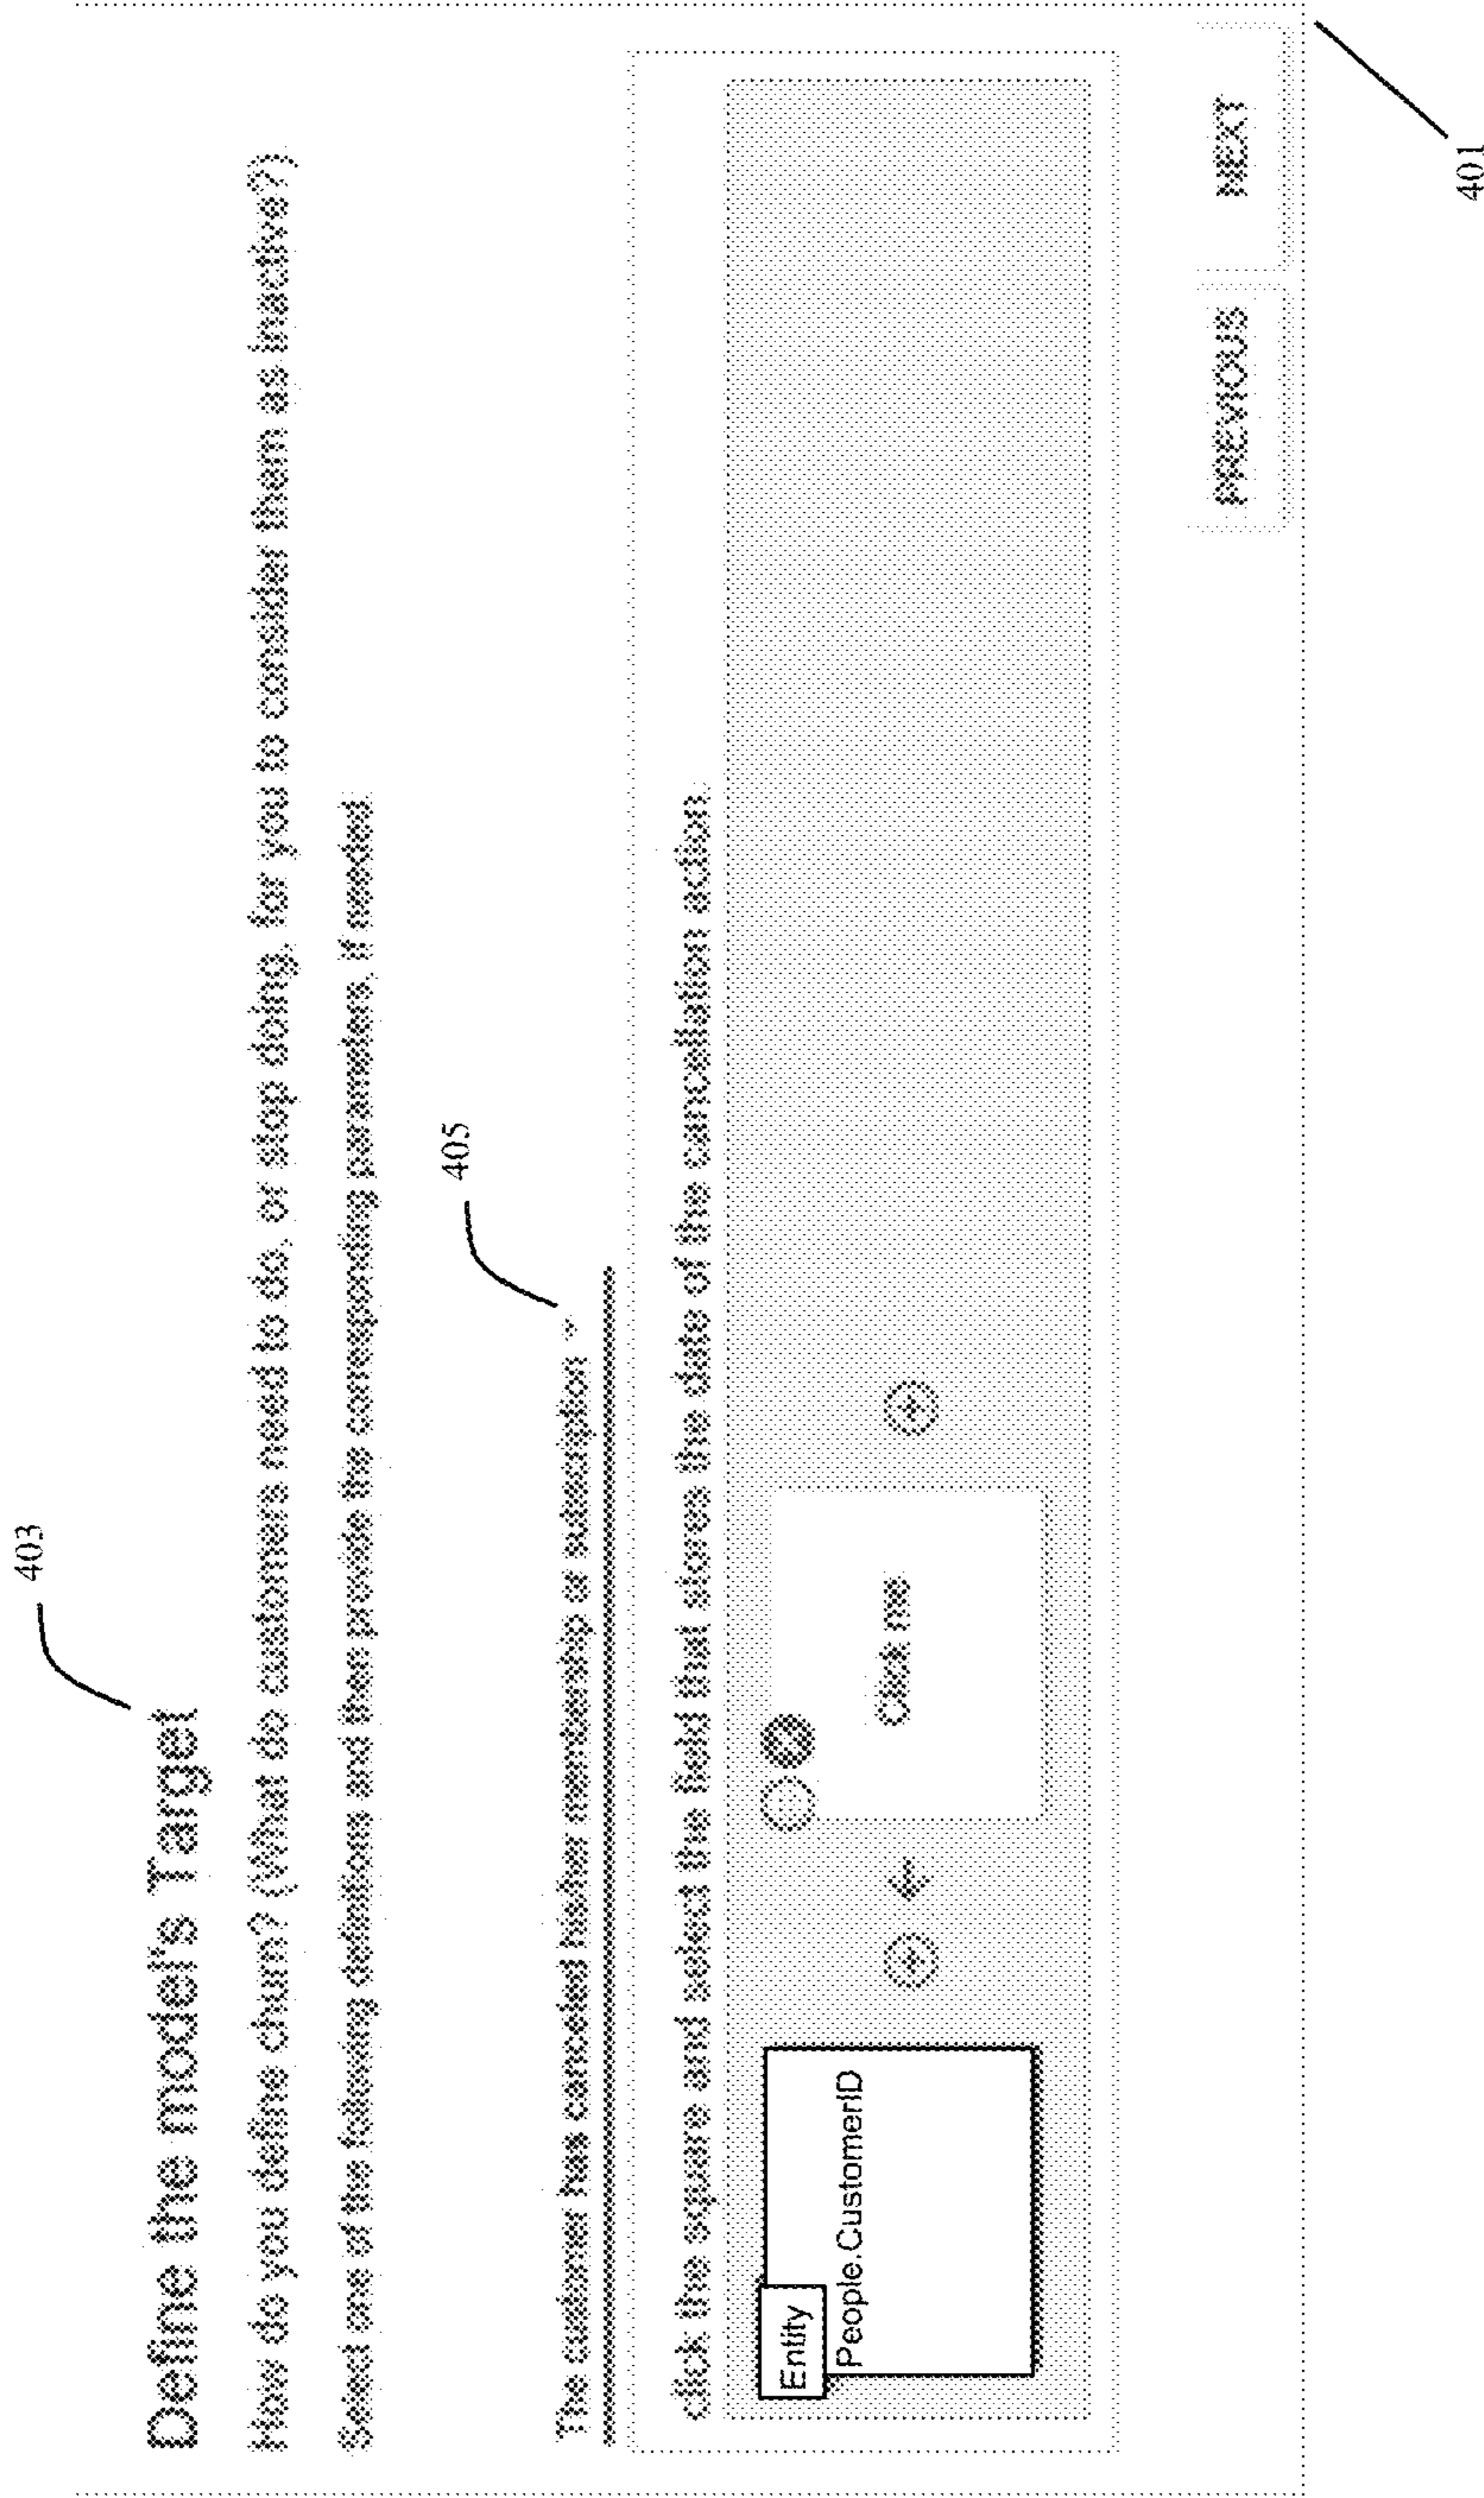 403
Define the model's Target
How do you define churn? (What do customers need to do, or stop doing, for you to consider them as inactive?)
Select one of the following definitions and then provide the corresponding paramters, if needed.
405
The customer has canceled his/her membership or subscription
click the square and select the field that stores the date of the cancellation action.
Entity
People.CustomerID
Click me
PREVIOUS
NEXT
401